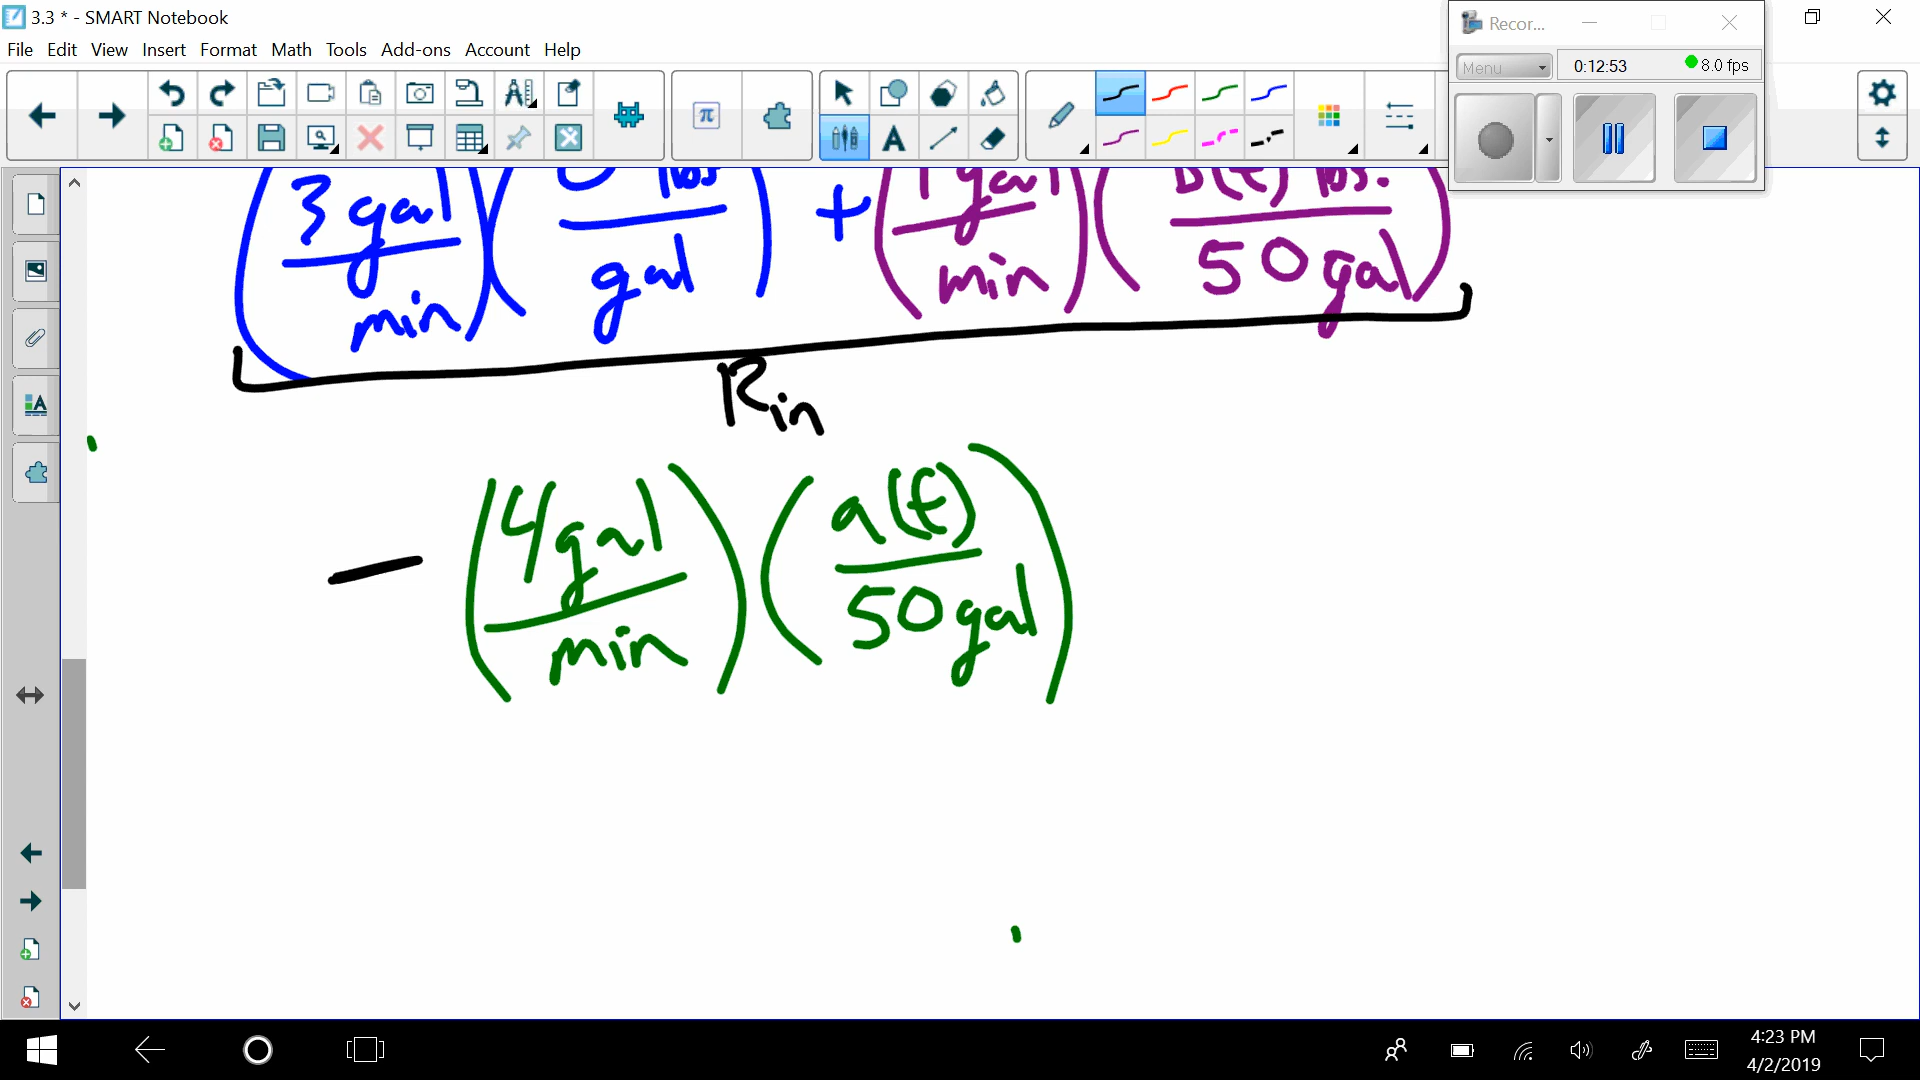 3.3 * - SMART Notebook
Recor...
File Edit View Insert Format Math Tools Add-ons Account Help
Menu 0:12:53 8.0 fps
π
A
(3 gal/min)( lbs/gal) + (1 gal/min)(b(t) lbs./50 gal)
Rin
- (4 gal/min)(a(t)/50 gal)
4:23 PM
4/2/2019